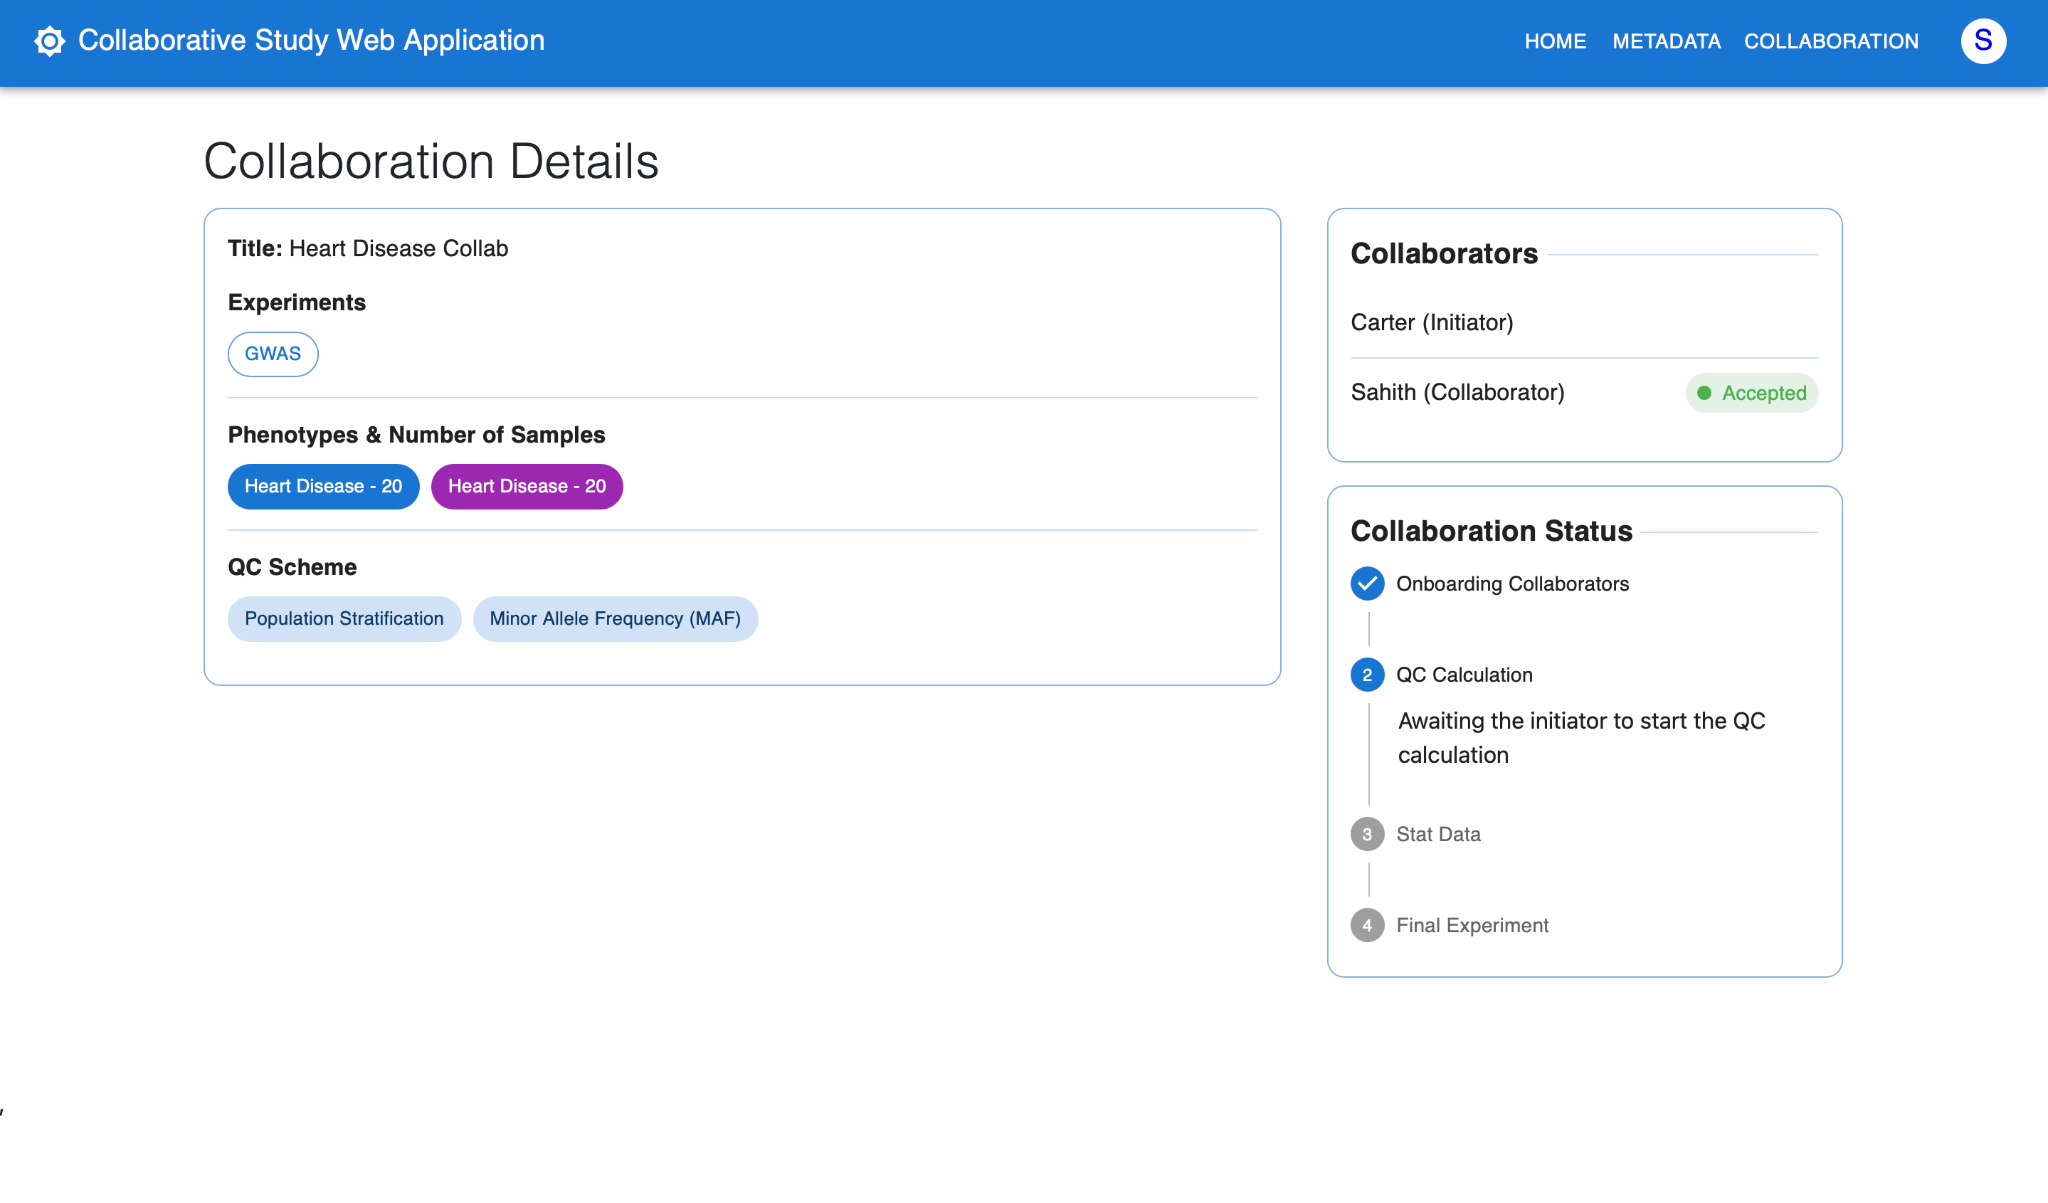 Collaborative Study Web Application
HOME METADATA COLLABORATION S
Collaboration Details
Title: Heart Disease Collab
Experiments
GWAS
Phenotypes & Number of Samples
Heart Disease - 20 Heart Disease - 20
QC Scheme
Population Stratification Minor Allele Frequency (MAF)
Collaborators
Carter (Initiator)
Sahith (Collaborator) Accepted
Collaboration Status
Onboarding Collaborators
2 QC Calculation
Awaiting the initiator to start the QC
calculation
3 Stat Data
4 Final Experiment
,